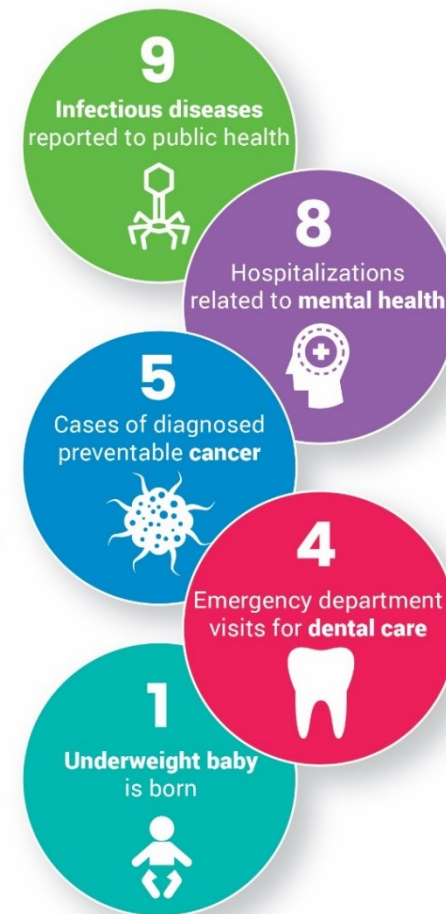 9
Infectious diseases
reported to public health
8
Hospitalizations
related to mental health
5
Cases of diagnosed
preventable cancer
4
Emergency department
visits for dental care
1
Underweight baby
is born